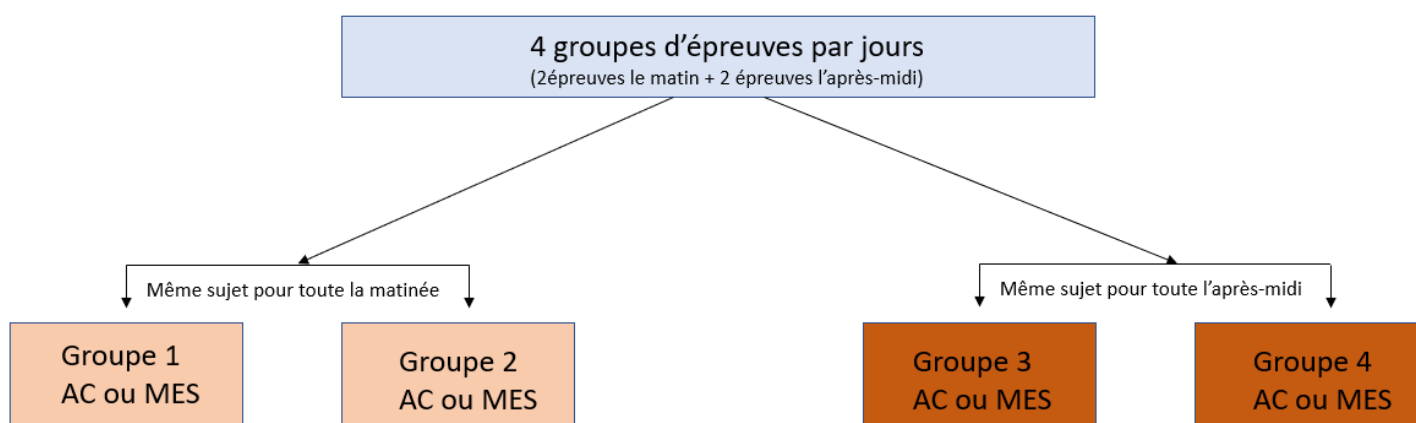 4 groupes d’épreuves par jours
(2épreuves le matin + 2 épreuves l’après-midi)
Même sujet pour toute la matinée
Même sujet pour toute l’après-midi
Groupe 1
AC ou MES
Groupe 2
AC ou MES
Groupe 3
AC ou MES
Groupe 4
AC ou MES